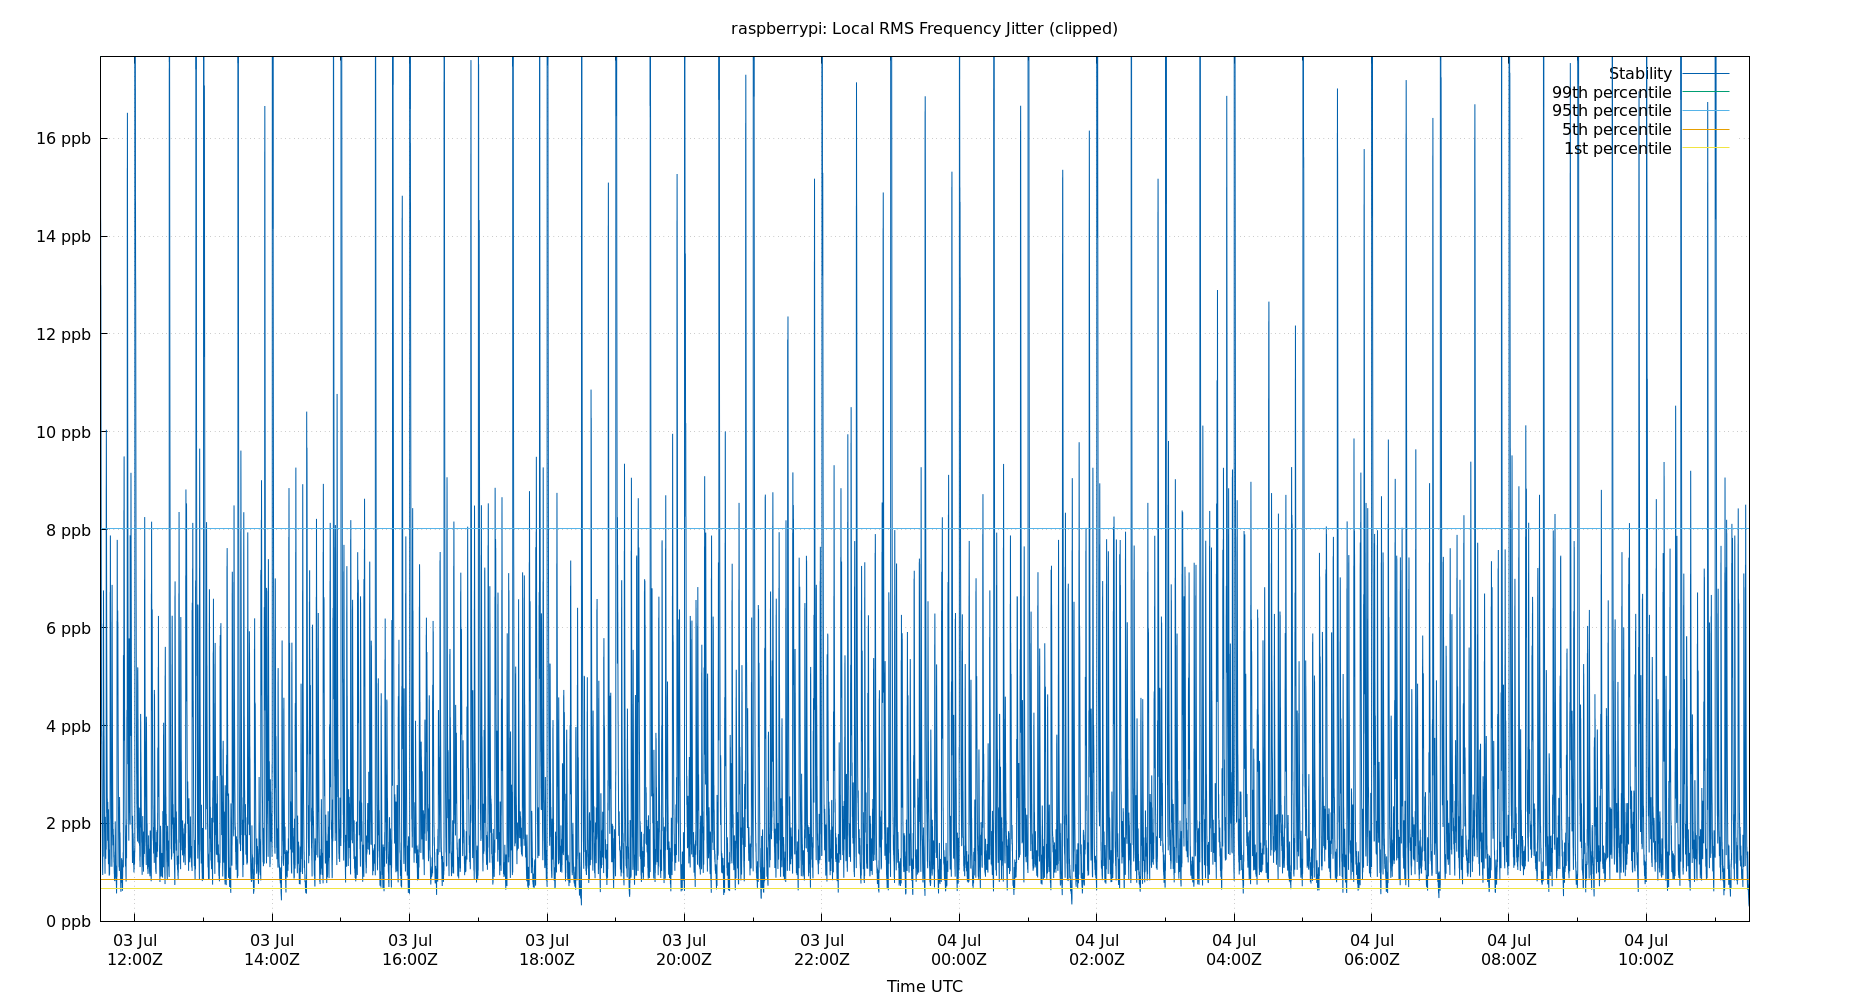 raspberrypi: Local RMS Frequency Jitter (clipped)
Stability
99th percentile
95th percentile
5th percentile
1st percentile
16 ppb
14 ppb
12 ppb
10 ppb
8 ppb
6 ppb
4 ppb
2 ppb
0 ppb
03 Jul 03 Jul 03 Jul 03 Jul 03 Jul 03 Jul 04 Jul 04 Jul 04 Jul 04 Jul 04 Jul 04 Jul
12:00Z 14:00Z 16:00Z 18:00Z 20:00Z 22:00Z 00:00Z 02:00Z 04:00Z 06:00Z 08:00Z 10:00Z
Time UTC